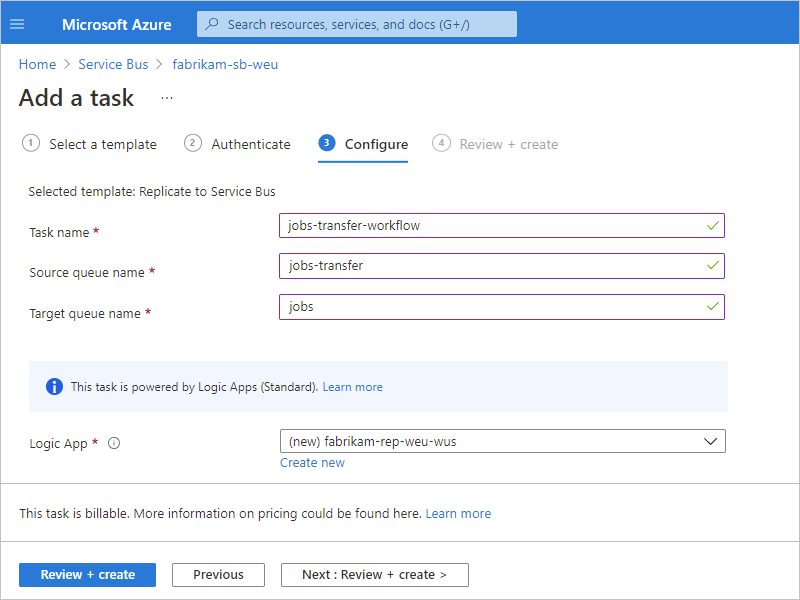 Microsoft Azure
Search resources, services, and docs (G+/)
Home > Service Bus > fabrikam-sb-weu
Add a task ...
1 Select a template 2 Authenticate 3 Configure 4 Review + create
Selected template: Replicate to Service Bus
Task name * jobs-transfer-workflow
Source queue name * jobs-transfer
Target queue name * jobs
This task is powered by Logic Apps (Standard). Learn more
Logic App * (new) fabrikam-rep-weu-wus
Create new
This task is billable. More information on pricing could be found here. Learn more
Review + create Previous Next : Review + create >